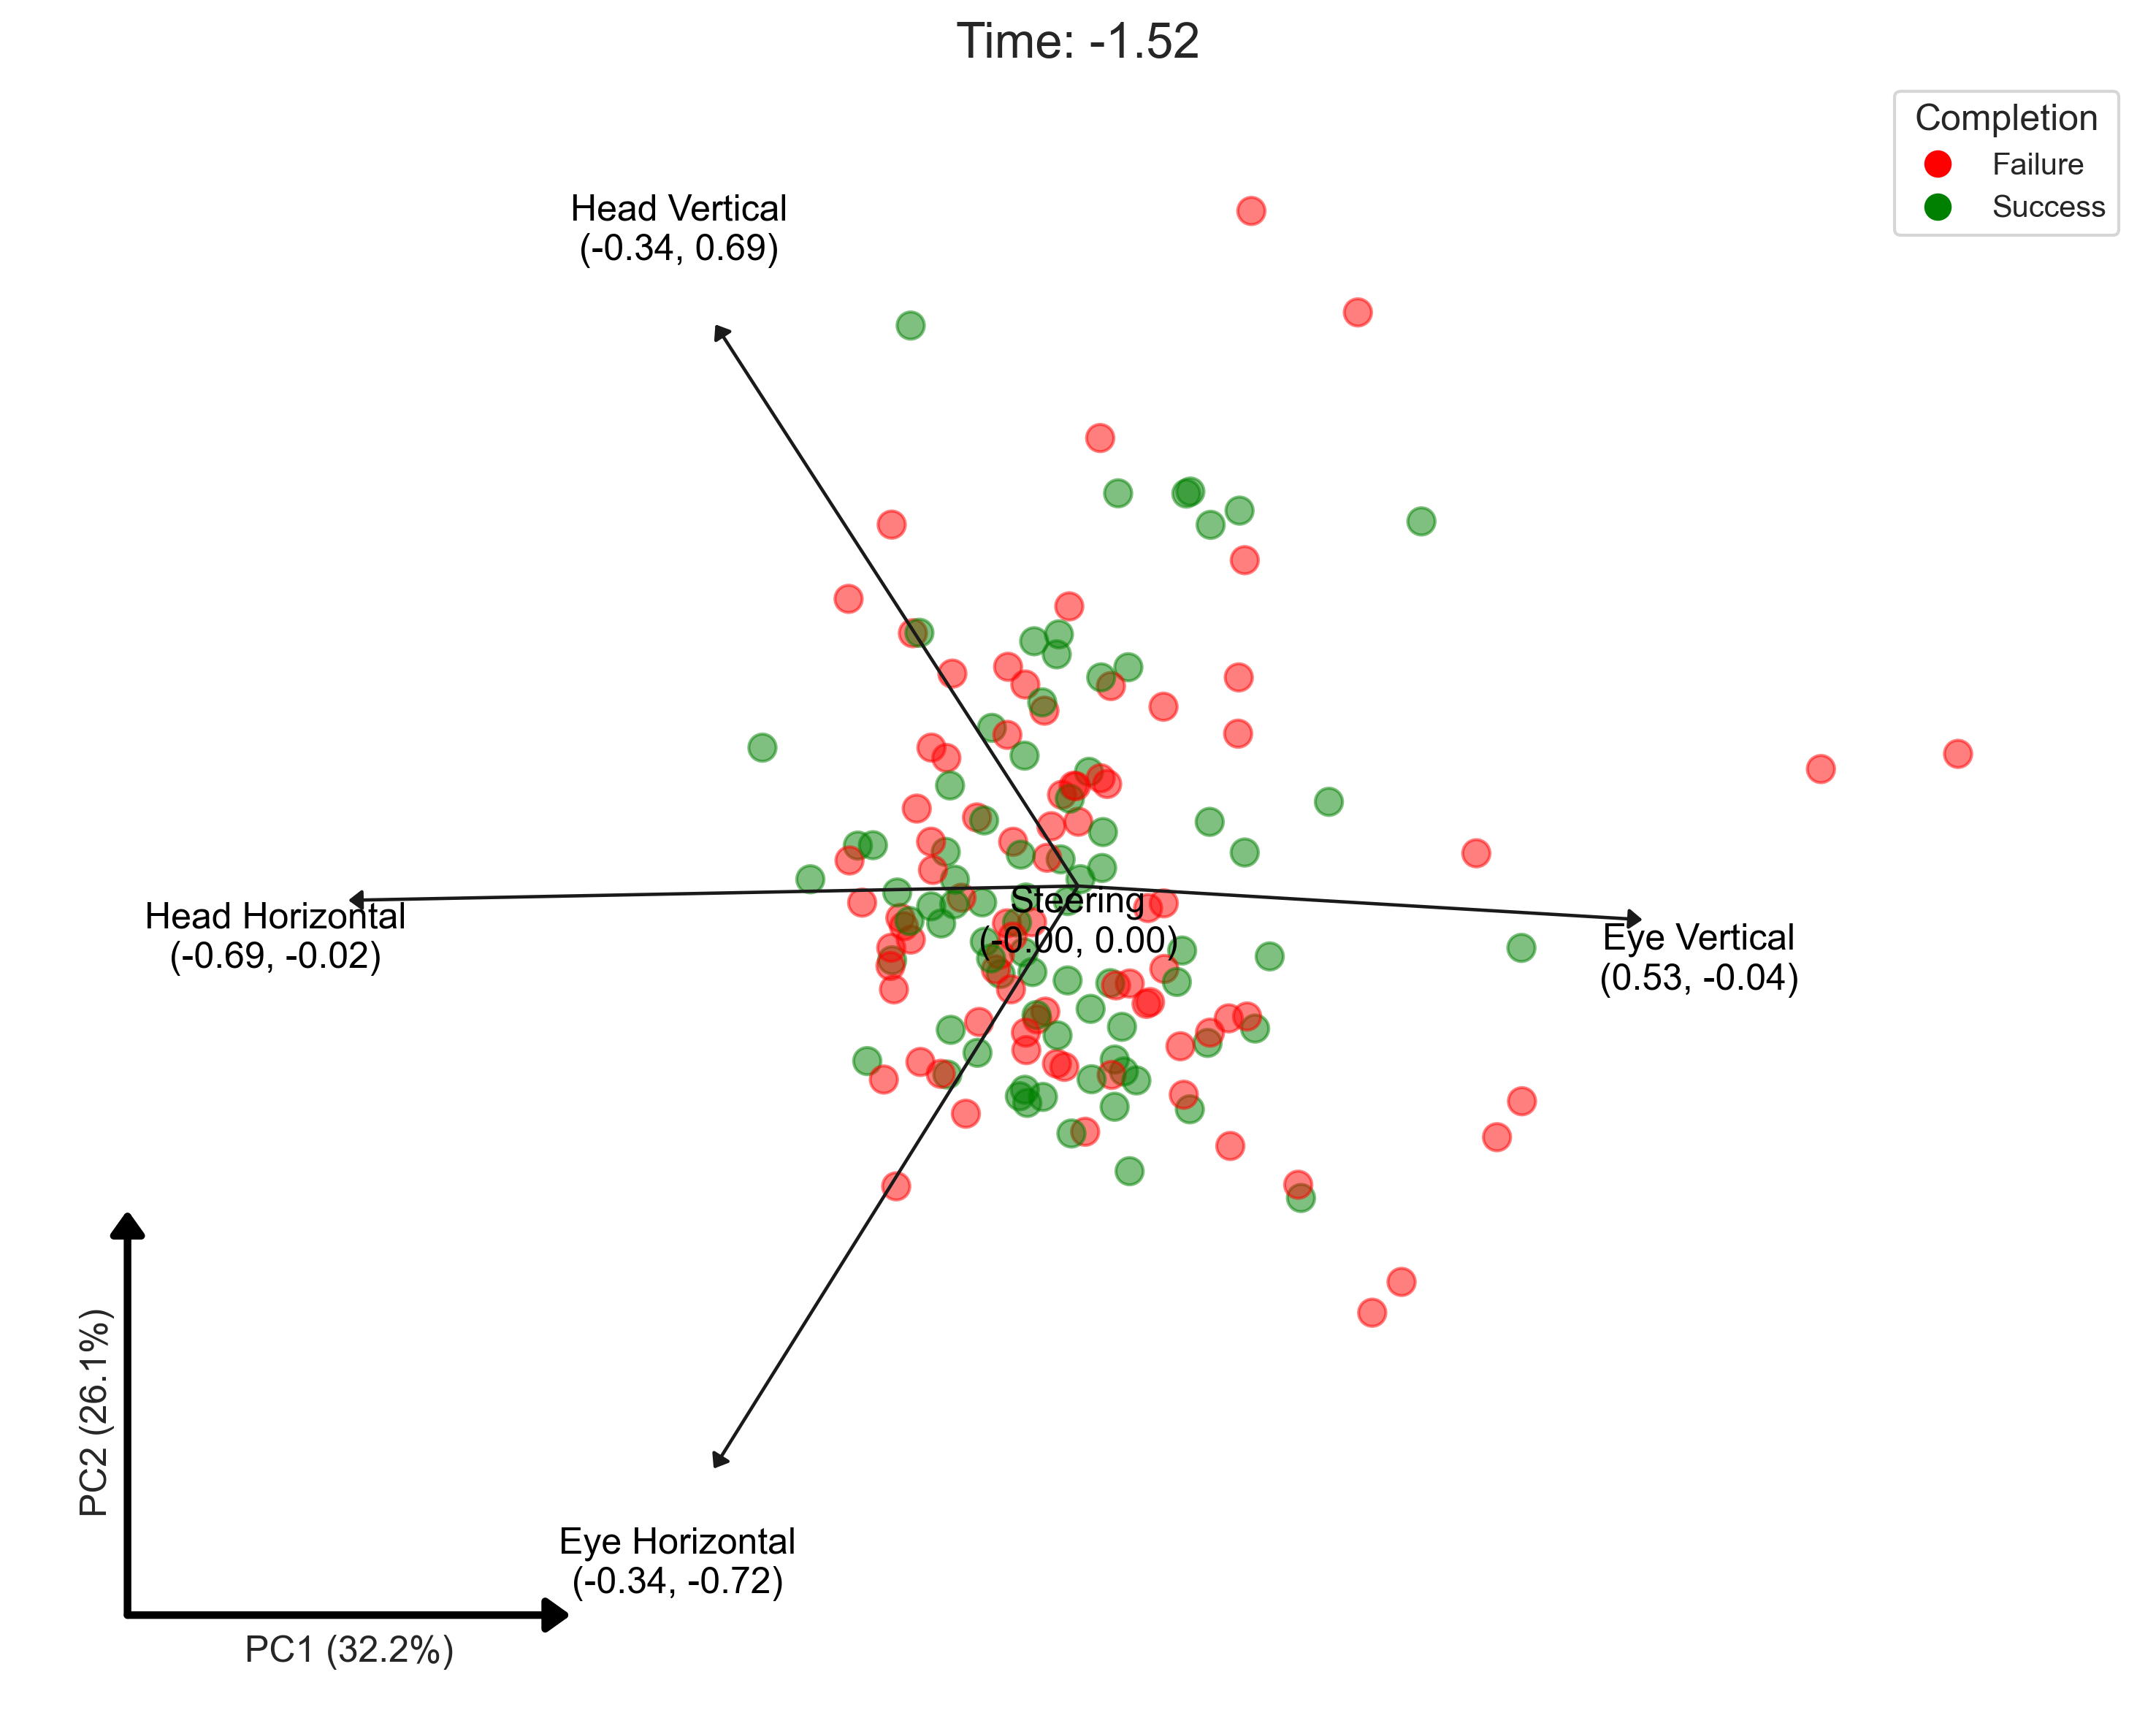 Time: -1.52
Completion
Failure
Success
Head Vertical
(-0.34, 0.69)
Steering
(-0.00, 0.00)
Head Horizontal
(-0.69, -0.02)
Eye Vertical
(0.53, -0.04)
Eye Horizontal
(-0.34, -0.72)
PC2 (26.1%)
PC1 (32.2%)